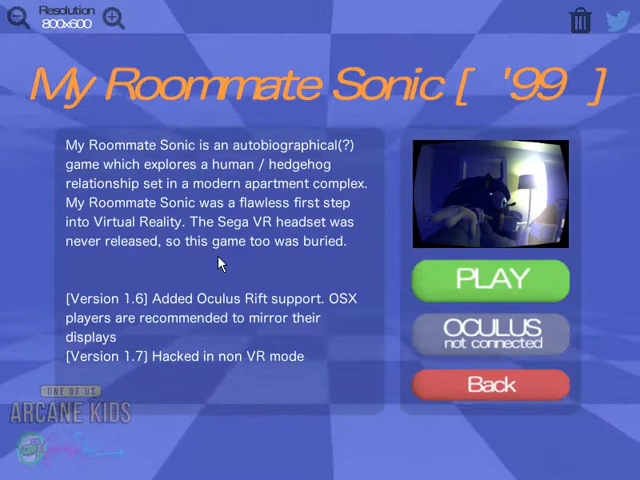 Resolution
800x600
My Roommate Sonic [ '99 ]
My Roommate Sonic is an autobiographical(?)
game which explores a human / hedgehog
relationship set in a modern apartment complex.
My Roommate Sonic was a flawless first step
into Virtual Reality. The Sega VR headset was
never released, so this game too was buried.
[Version 1.6] Added Oculus Rift support. OSX
players are recommended to mirror their
displays
[Version 1.7] Hacked in non VR mode
PLAY
OCULUS
not connected
Back
ONE OF US
ARCANE KIDS